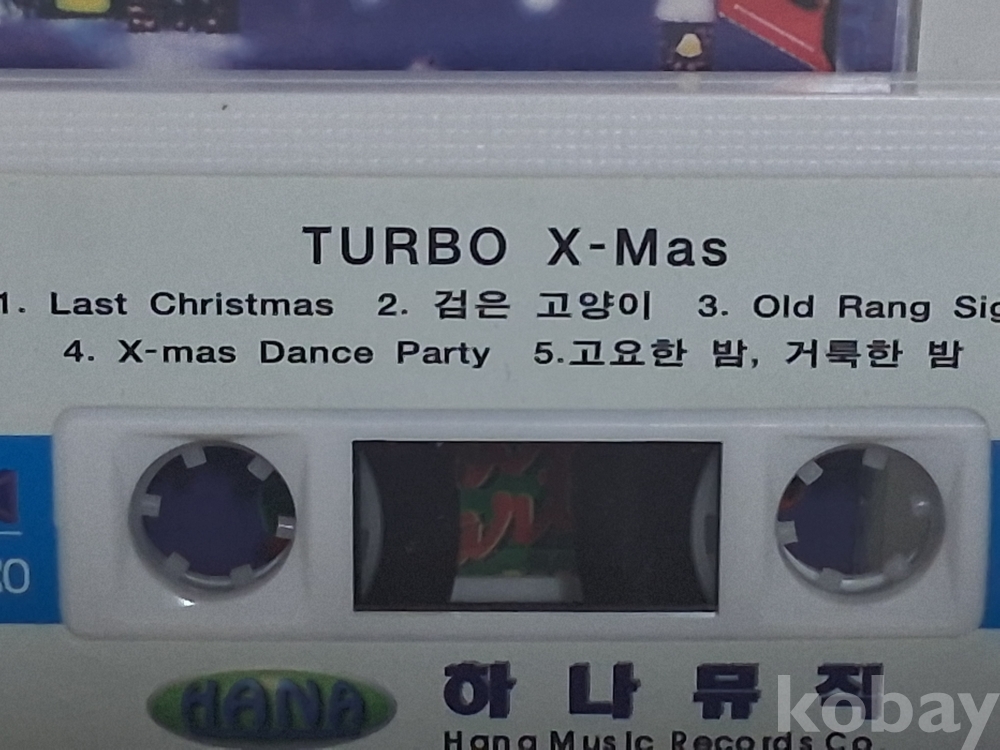 TURBO X-Mas
1. Last Christmas 2. 검은 고양이 3. Old Rang
4. X-mas Dance Party 5.고요한 밤, 거룩한 밤
HANA
하나뮤직
Hana Music Records Co
kobay